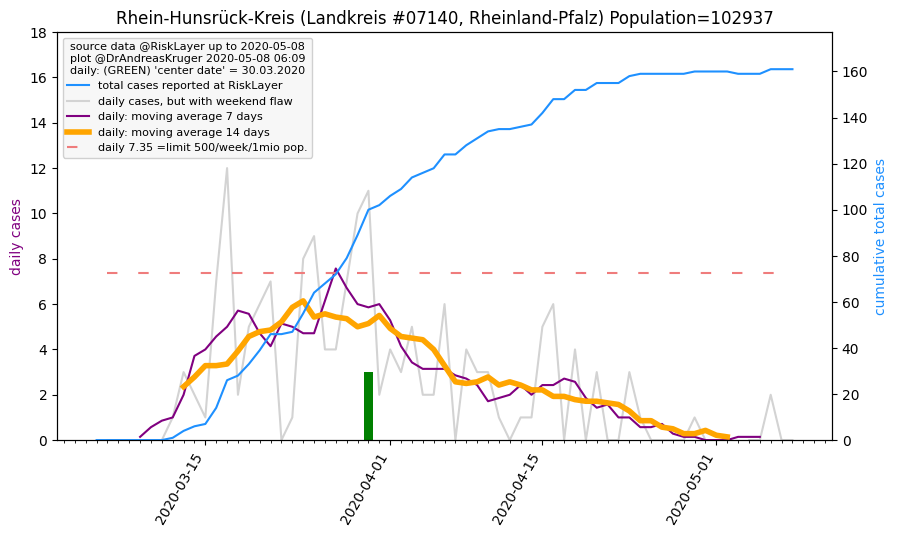 Rhein-Hunsrück-Kreis (Landkreis #07140, Rheinland-Pfalz) Population=102937
source data @RiskLayer up to 2020-05-08
plot @DrAndreasKruger 2020-05-08 06:09
daily: (GREEN) 'center date' = 30.03.2020
total cases reported at RiskLayer
daily cases, but with weekend flaw
daily: moving average 7 days
daily: moving average 14 days
daily 7.35 =limit 500/week/1mio pop.
daily cases
18
16
14
12
10
8
6
4
2
0
160
140
120
100
80
60
40
20
0
cumulative total cases
2020-03-15
2020-04-01
2020-04-15
2020-05-01